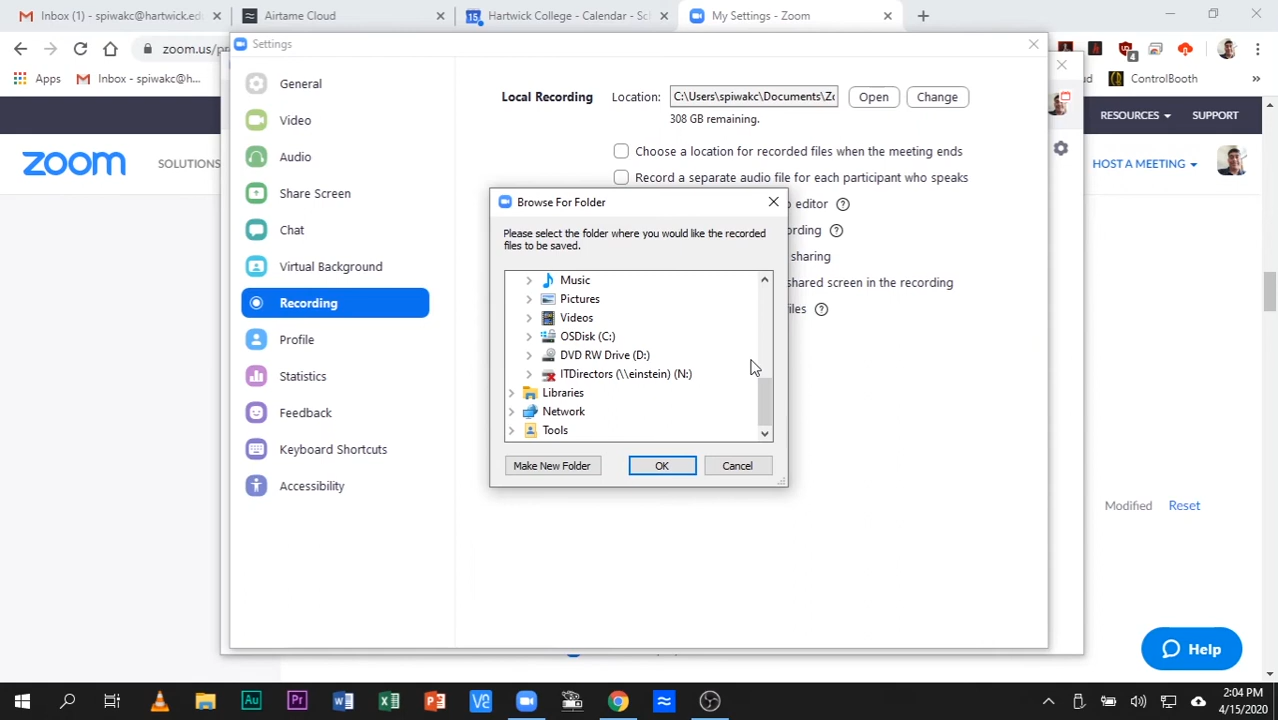 Inbox (1) - spiwakc@hartwick.edu
Airtame Cloud
Hartwick College - Calendar - Sc
My Settings - Zoom
zoom.us/pr
Apps
Inbox - spiwakc@h...
ControlBooth
Settings
General
Video
Audio
Share Screen
Chat
Virtual Background
Recording
Profile
Statistics
Feedback
Keyboard Shortcuts
Accessibility
Local Recording
Location:
C:\Users\spiwakc\Documents\Zo
Open
Change
308 GB remaining.
Choose a location for recorded files when the meeting ends
Record a separate audio file for each participant who speaks
editor
sharing
shared screen in the recording
Browse For Folder
Please select the folder where you would like the recorded
files to be saved.
Music
Pictures
Videos
OSDisk (C:)
DVD RW Drive (D:)
ITDirectors (\\einstein) (N:)
Libraries
Network
Tools
Make New Folder
OK
Cancel
RESOURCES
SUPPORT
zoom
SOLUTIONS
HOST A MEETING
Modified
Reset
Help
2:04 PM
4/15/2020